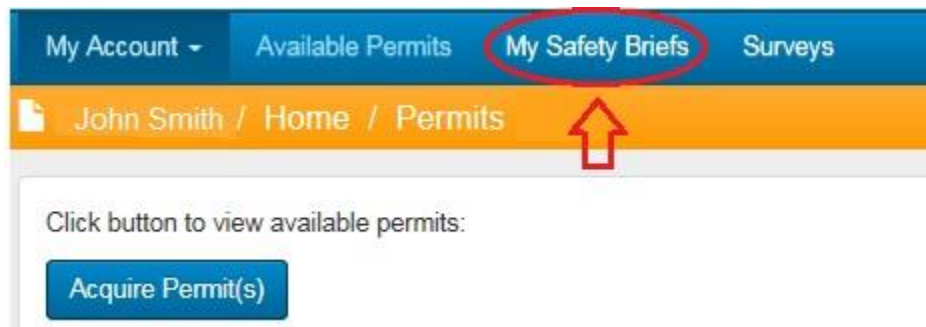 My Account Available Permits My Safety Briefs Surveys
John Smith / Home / Permits
Click button to view available permits:
Acquire Permit(s)